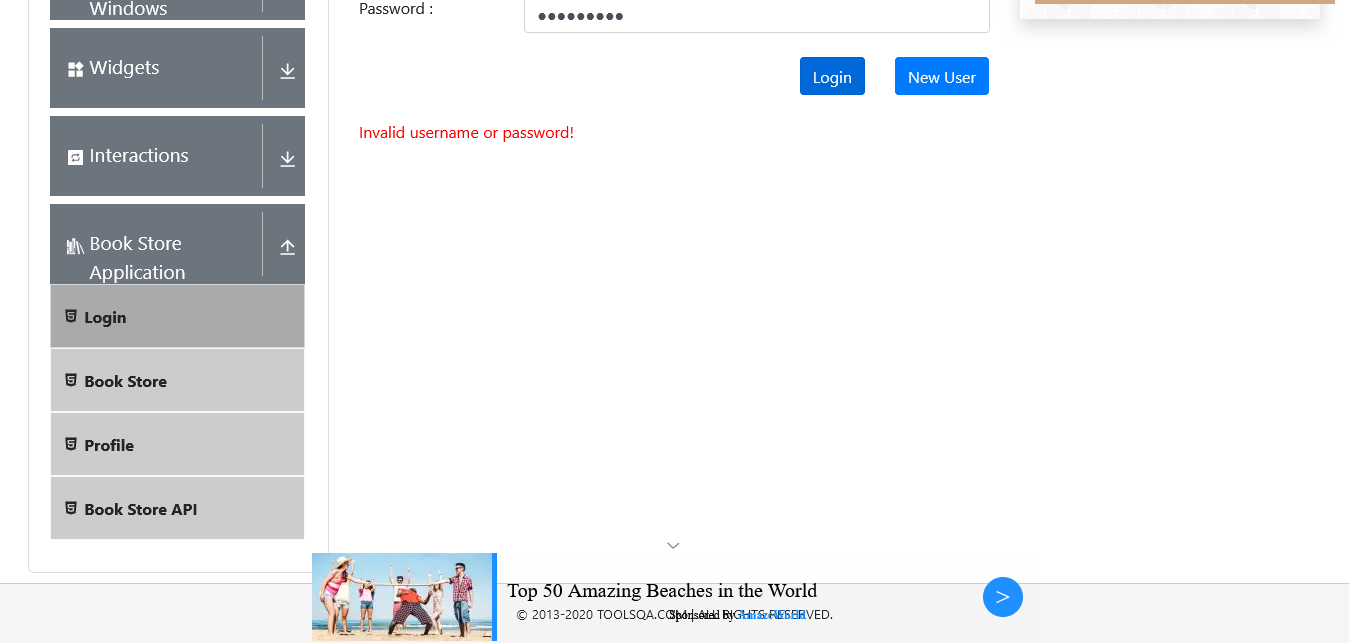 Windows
Widgets
Interactions
Book Store
Application
Login
Book Store
Profile
Book Store API
Password :
Login
New User
Invalid username or password!
Top 50 Amazing Beaches in the World
© 2013-2020 TOOLSQA.COM | ALL RIGHTS RESERVED.
Sponsored By
>